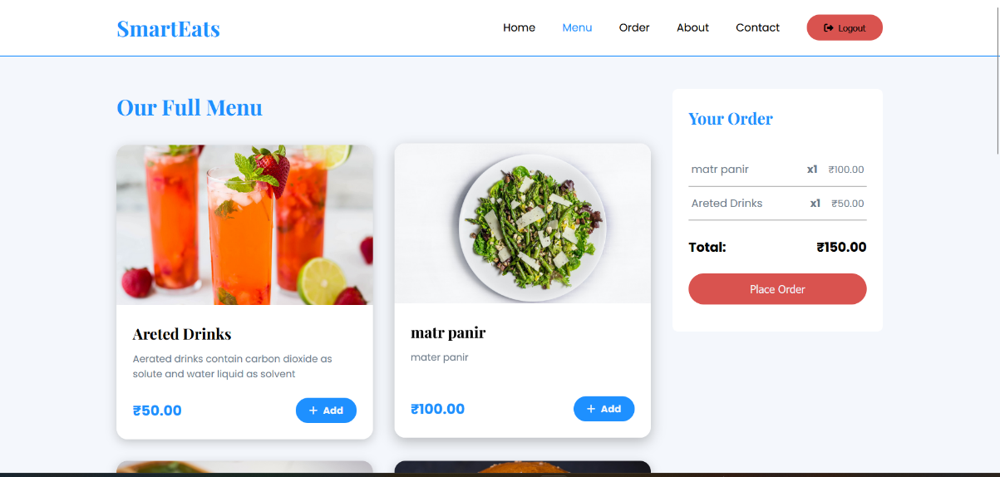 SmartEats
Home Menu Order About Contact Logout
Our Full Menu
Areted Drinks
Aerated drinks contain carbon dioxide as
solute and water liquid as solvent
₹50.00 + Add
matr panir
mater panir
₹100.00 + Add
Your Order
matr panir x1 ₹100.00
Areted Drinks x1 ₹50.00
Total: ₹150.00
Place Order